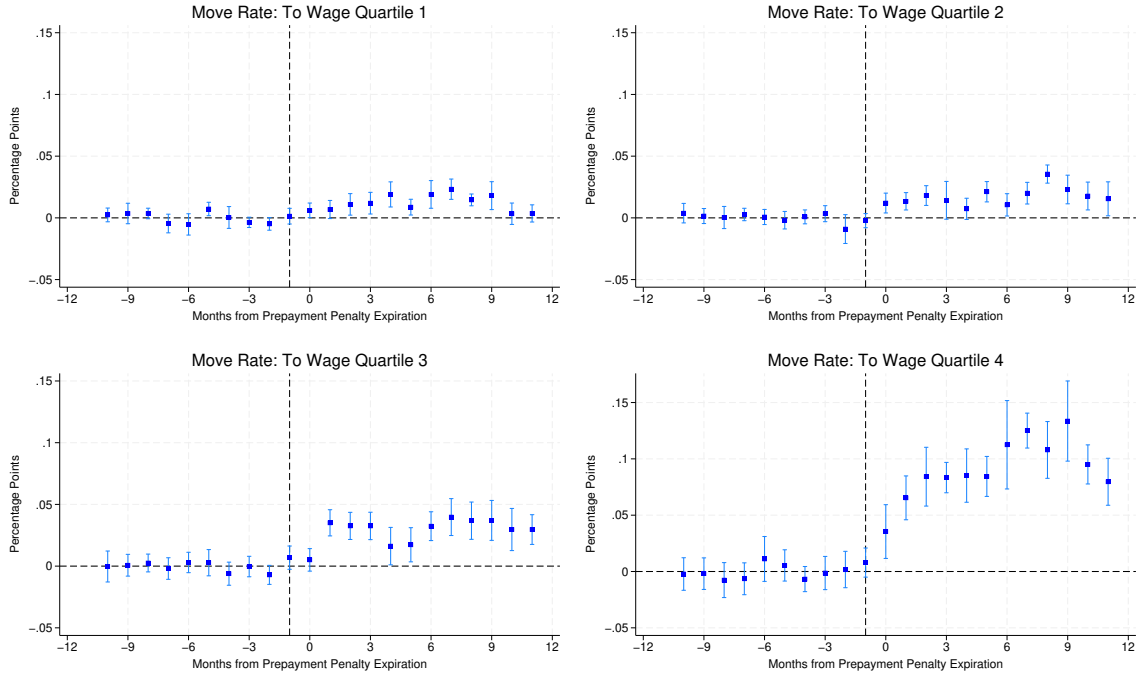 Move Rate: To Wage Quartile 1
.15
.1
.05
0
-.05
Percentage Points
-12 -9 -6 -3 0 3 6 9 12
Months from Prepayment Penalty Expiration
Move Rate: To Wage Quartile 2
.15
.1
.05
0
-.05
Percentage Points
-12 -9 -6 -3 0 3 6 9 12
Months from Prepayment Penalty Expiration
Move Rate: To Wage Quartile 3
.15
.1
.05
0
-.05
Percentage Points
-12 -9 -6 -3 0 3 6 9 12
Months from Prepayment Penalty Expiration
Move Rate: To Wage Quartile 4
.15
.1
.05
0
-.05
Percentage Points
-12 -9 -6 -3 0 3 6 9 12
Months from Prepayment Penalty Expiration